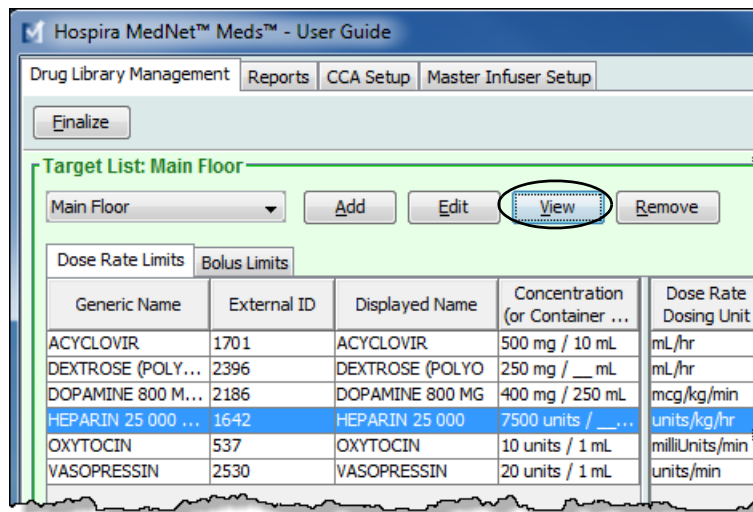 Hospira MedNet™ Meds™ - User Guide
Drug Library Management Reports CCA Setup Master Infuser Setup
Finalize
Target List: Main Floor
Main Floor Add Edit View Remove
Dose Rate Limits Bolus Limits
Generic Name External ID Displayed Name Concentration (or Container ... Dose Rate Dosing Unit
ACYCLOVIR 1701 ACYCLOVIR 500 mg / 10 mL mL/hr
DEXTROSE (POLY... 2396 DEXTROSE (POLYO 250 mg / __ mL mL/hr
DOPAMINE 800 M... 2186 DOPAMINE 800 MG 400 mg / 250 mL mcg/kg/min
HEPARIN 25 000 ... 1642 HEPARIN 25 000 7500 units / __... units/kg/hr
OXYTOCIN 537 OXYTOCIN 10 units / 1 mL milliUnits/min
VASOPRESSIN 2530 VASOPRESSIN 20 units / 1 mL units/min